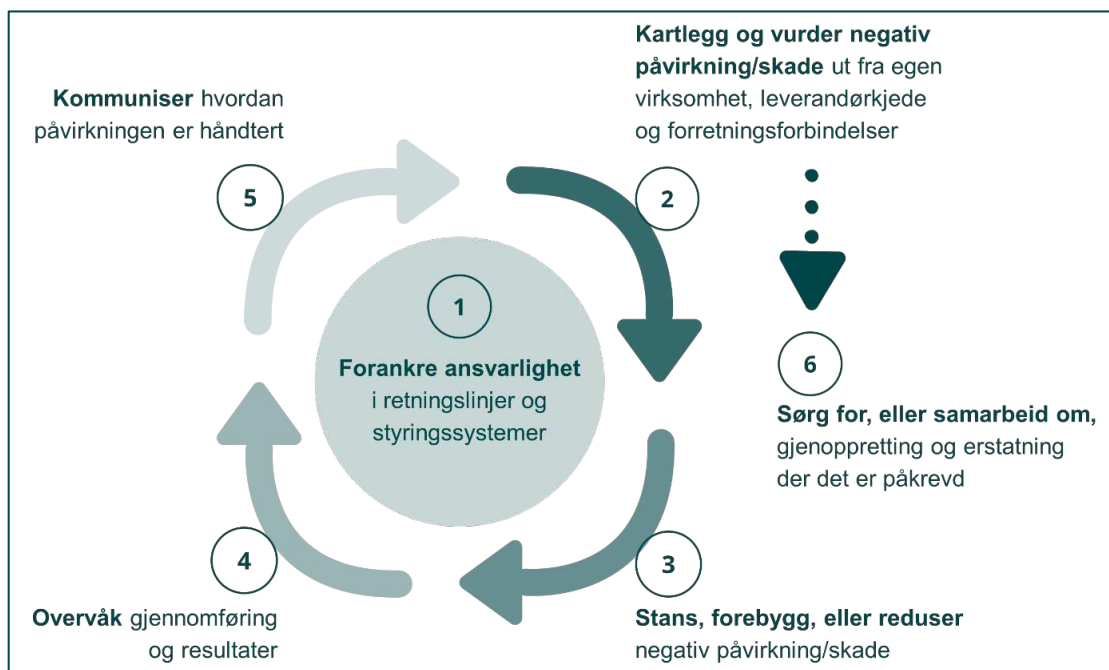 1
Forankre ansvarlighet
i retningslinjer og
styringssystemer
2
Kartlegg og vurder negativ
påvirkning/skade ut fra egen
virksomhet, leverandørkjede
og forretningsforbindelser
3
Stans, forebygg, eller reduser
negativ påvirkning/skade
4
Overvåk gjennomføring
og resultater
5
Kommuniser hvordan
påvirkningen er håndtert
6
Sørg for, eller samarbeid om,
gjenoppretting og erstatning
der det er påkrevd